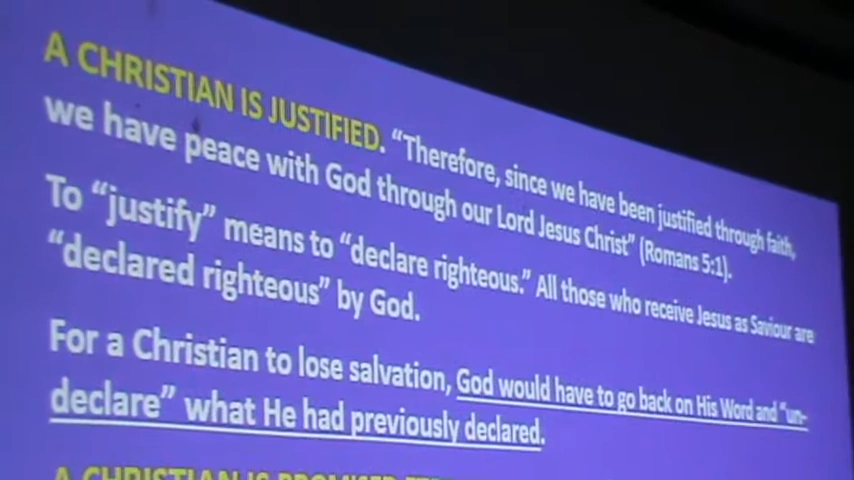 A CHRISTIAN IS JUSTIFIED. “Therefore, since we have been justified through faith,
we have peace with God through our Lord Jesus Christ” (Romans 5:1).
To “justify” means to “declare righteous.” All those who receive Jesus as Saviour are
“declared righteous” by God.
For a Christian to lose salvation, God would have to go back on His Word and “un-
declare” what He had previously declared.
A CHRISTIAN IS PROMISED